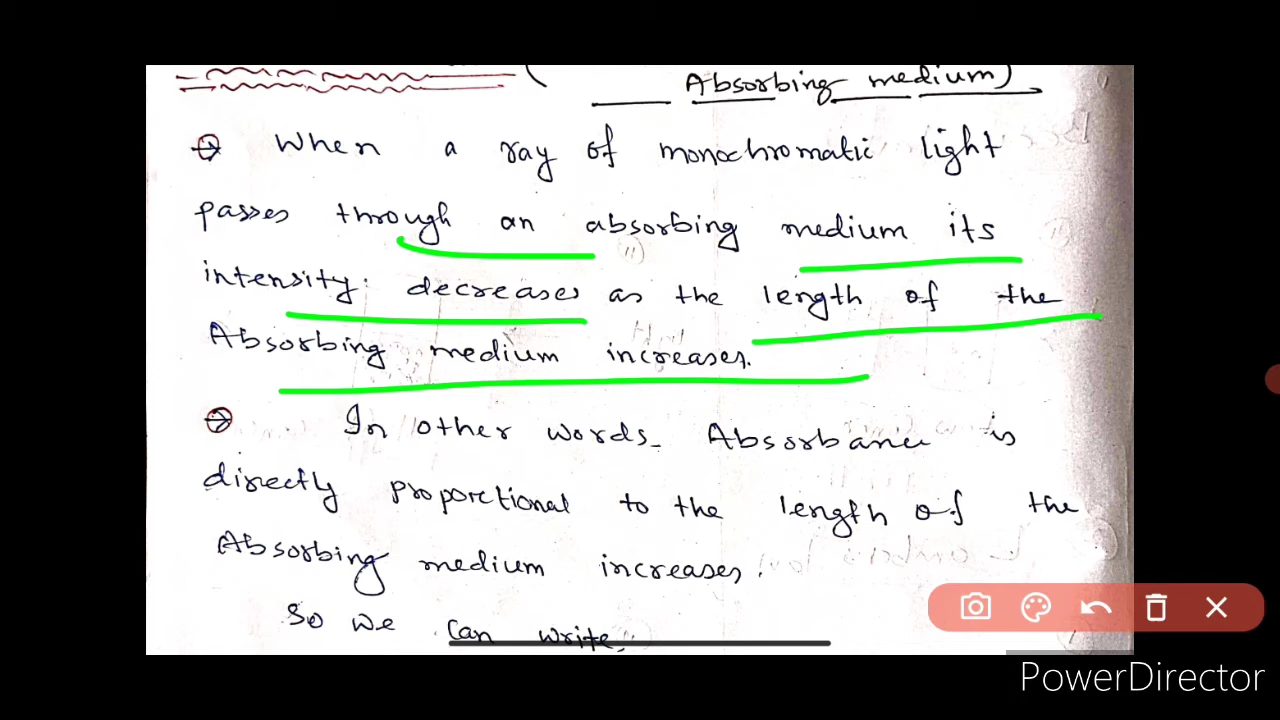 Absorbing medium)
When a ray of monochromatic light
passes through an absorbing medium its
intensity. decreases as the length of the
Absorbing medium increases.
In other words. Absorbance is
directly proportional to the length of the
Absorbing medium increases.
So we can write.
PowerDirector